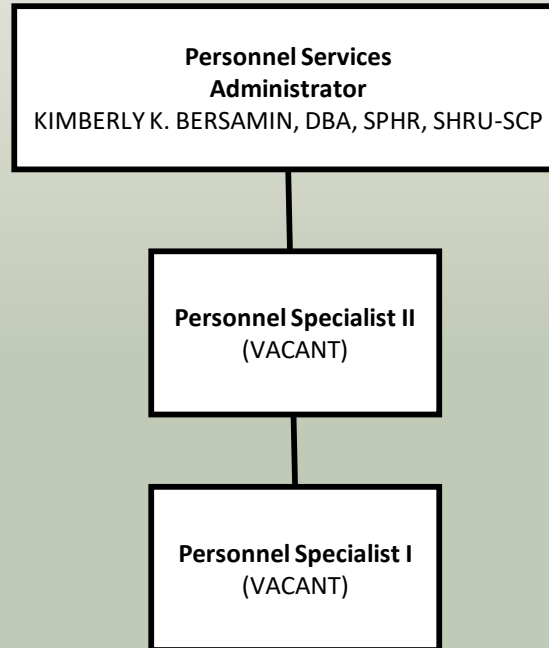 Personnel Services
Administrator
KIMBERLY K. BERSAMIN, DBA, SPHR, SHRU-SCP
Personnel Specialist II
(VACANT)
Personnel Specialist I
(VACANT)